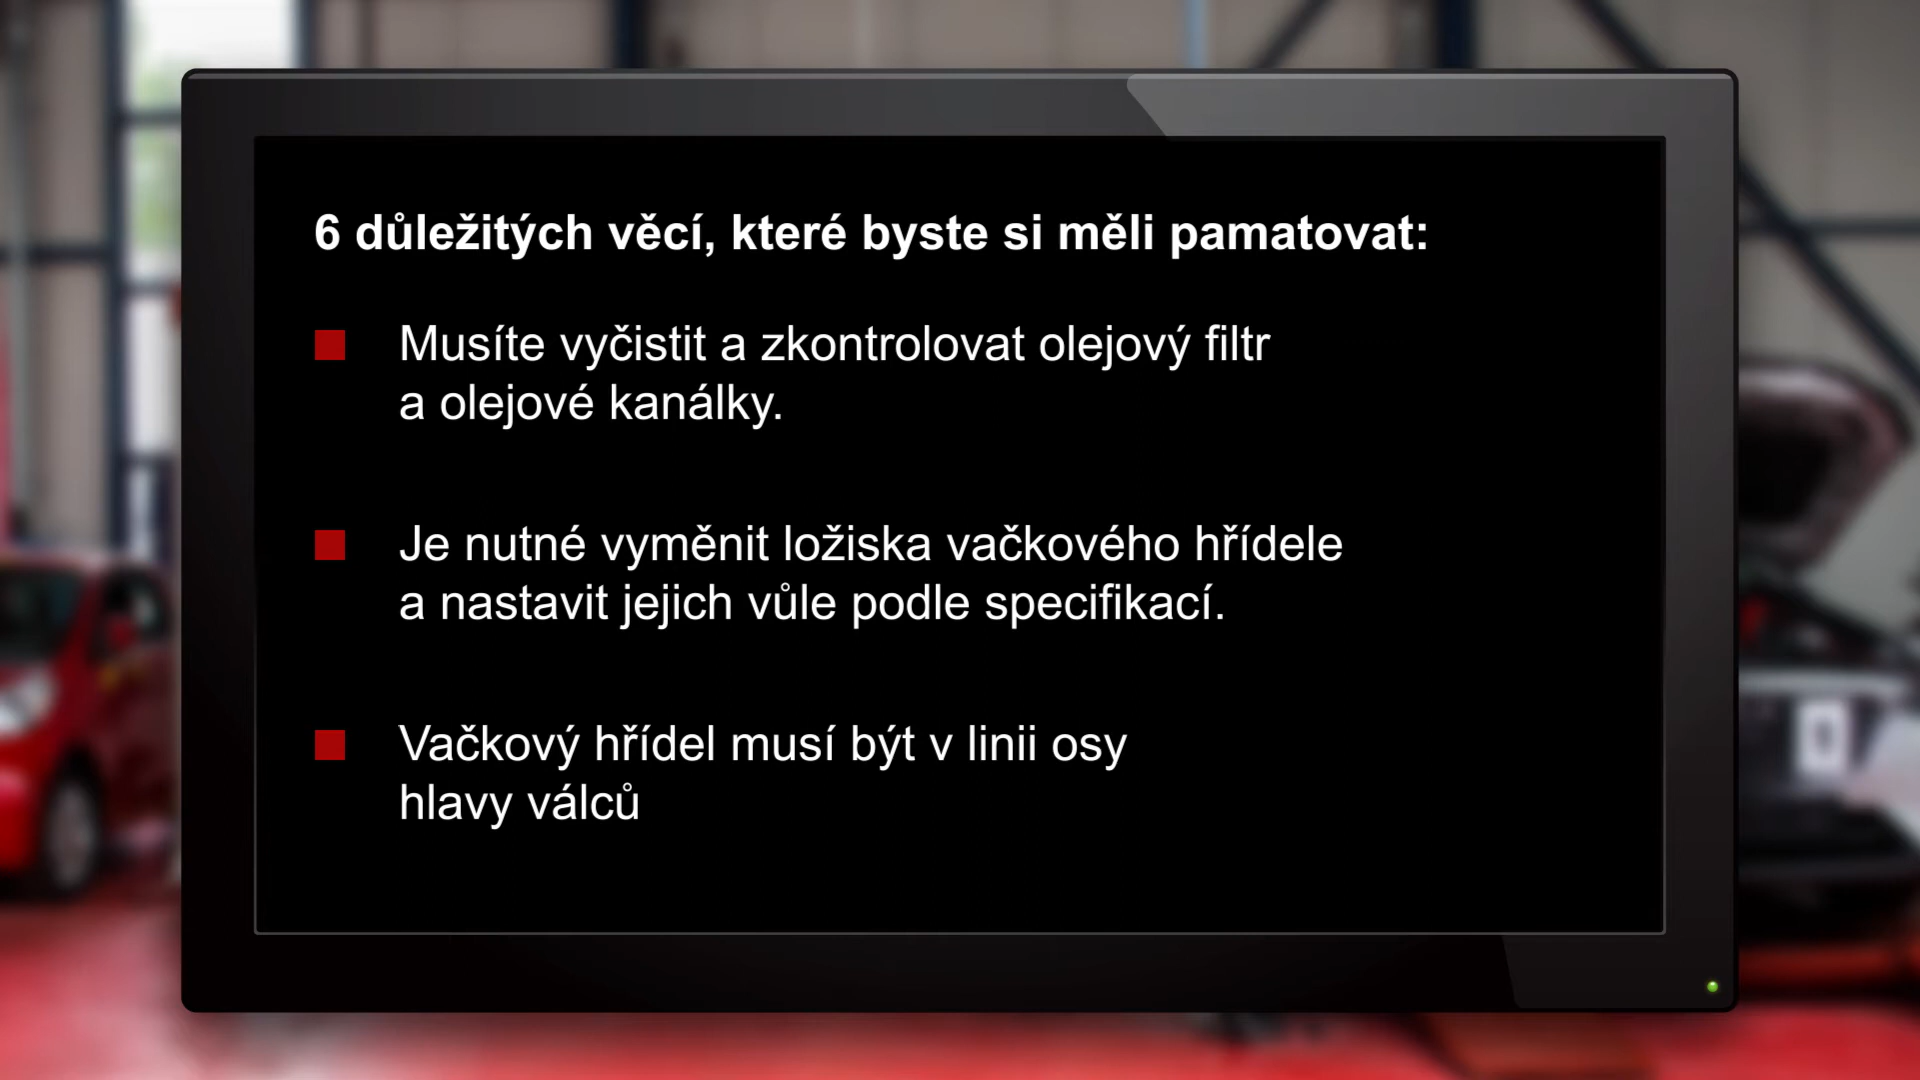 6 důležitých věcí, které byste si měli pamatovat:
Musíte vyčistit a zkontrolovat olejový filtr
a olejové kanálky.
Je nutné vyměnit ložiska vačkového hřídele
a nastavit jejich vůle podle specifikací.
Vačkový hřídel musí být v linii osy
hlavy válců